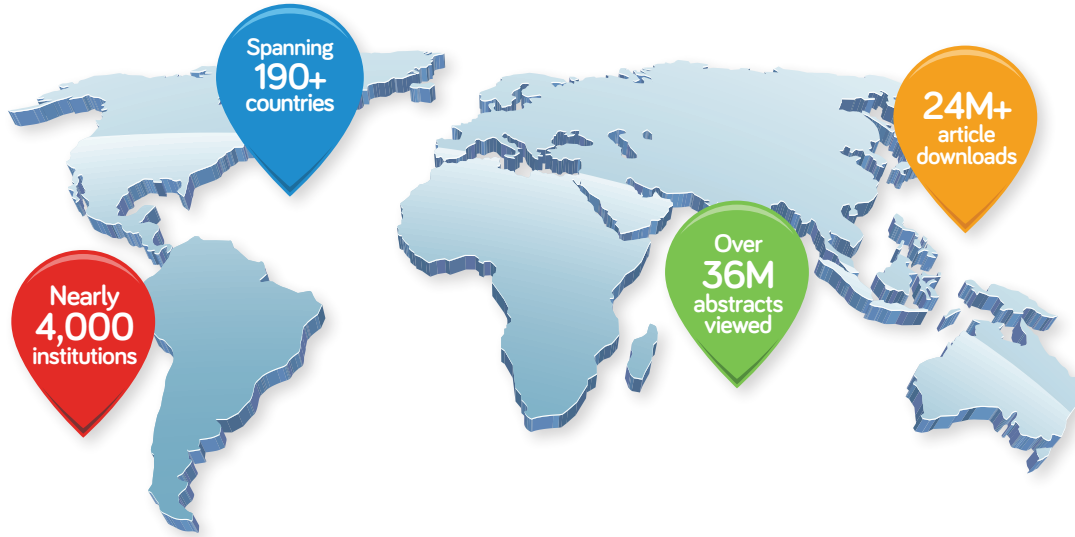 Spanning
190+
countries
24M+
article
downloads
Over
36M
abstracts
viewed
Nearly
4,000
institutions